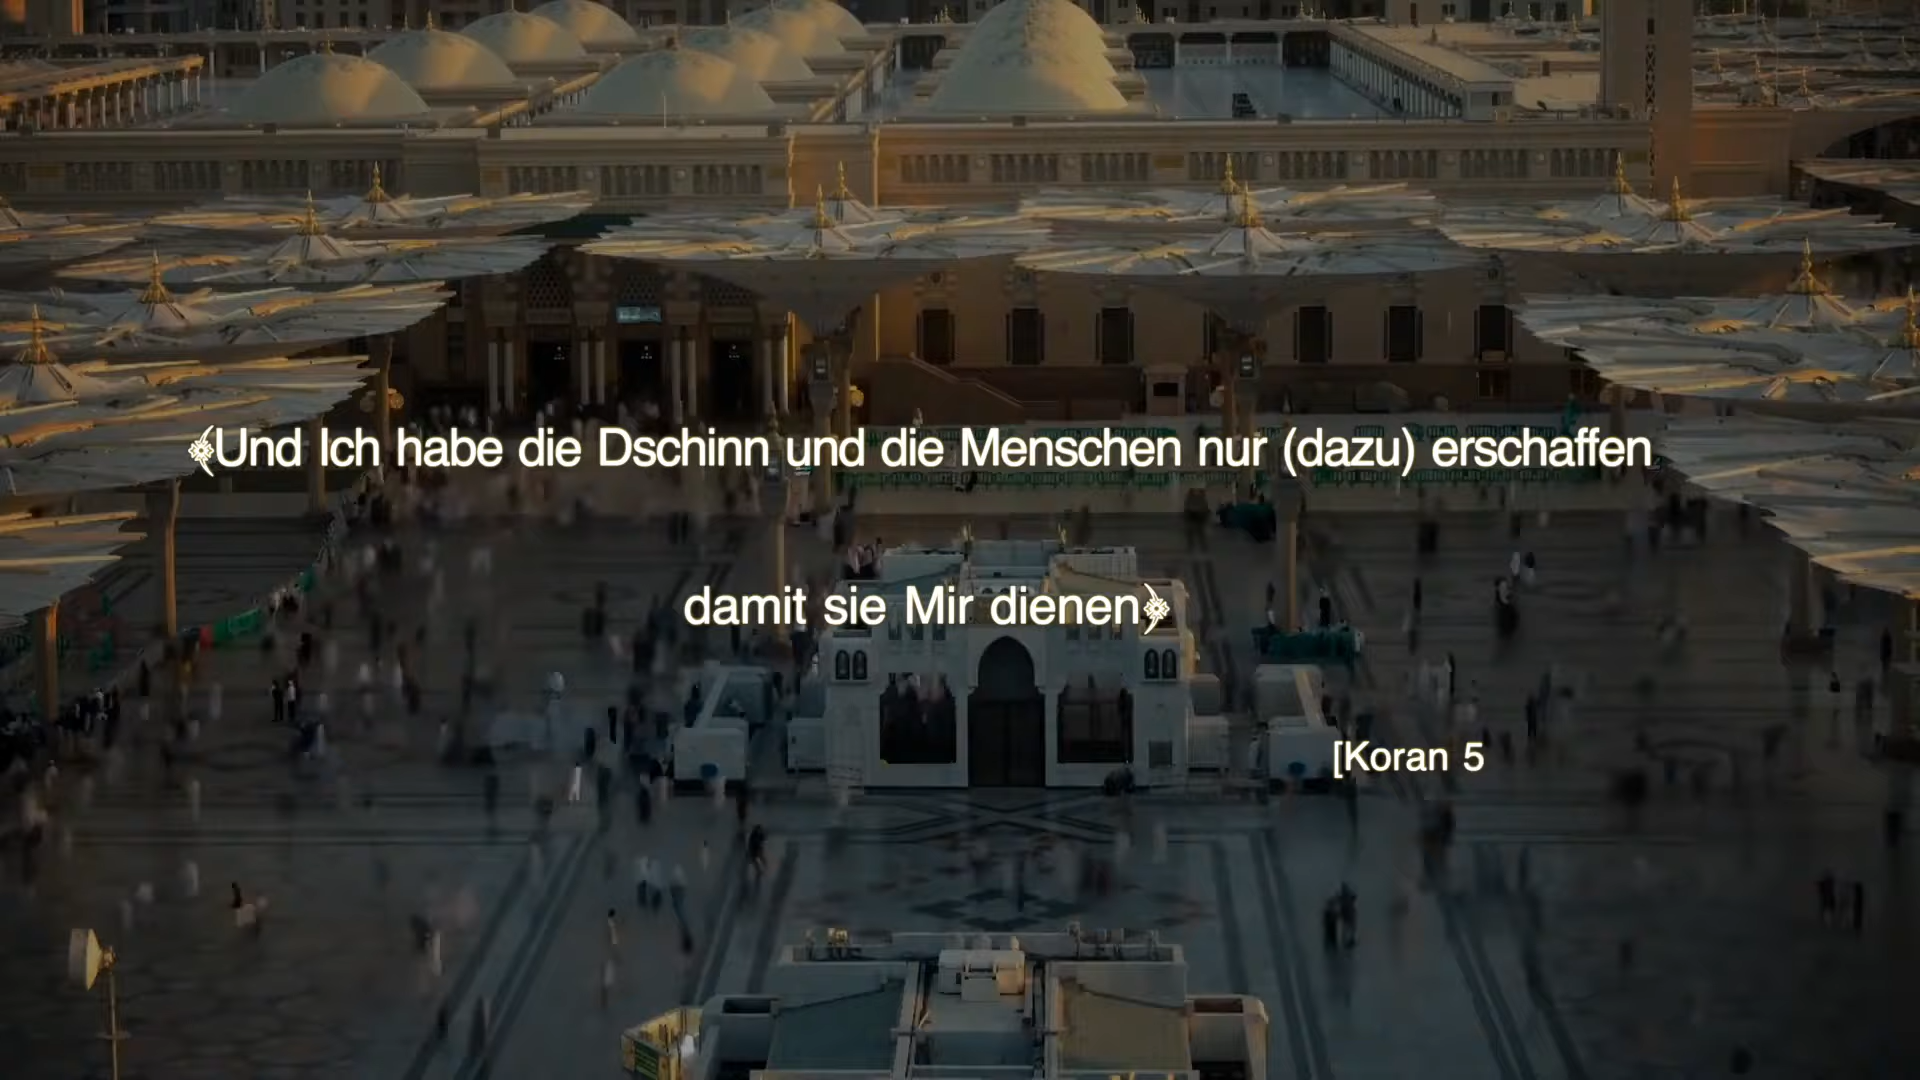 ﴾Und Ich habe die Dschinn und die Menschen nur (dazu) erschaffen
damit sie Mir dienen﴿
[Koran 5